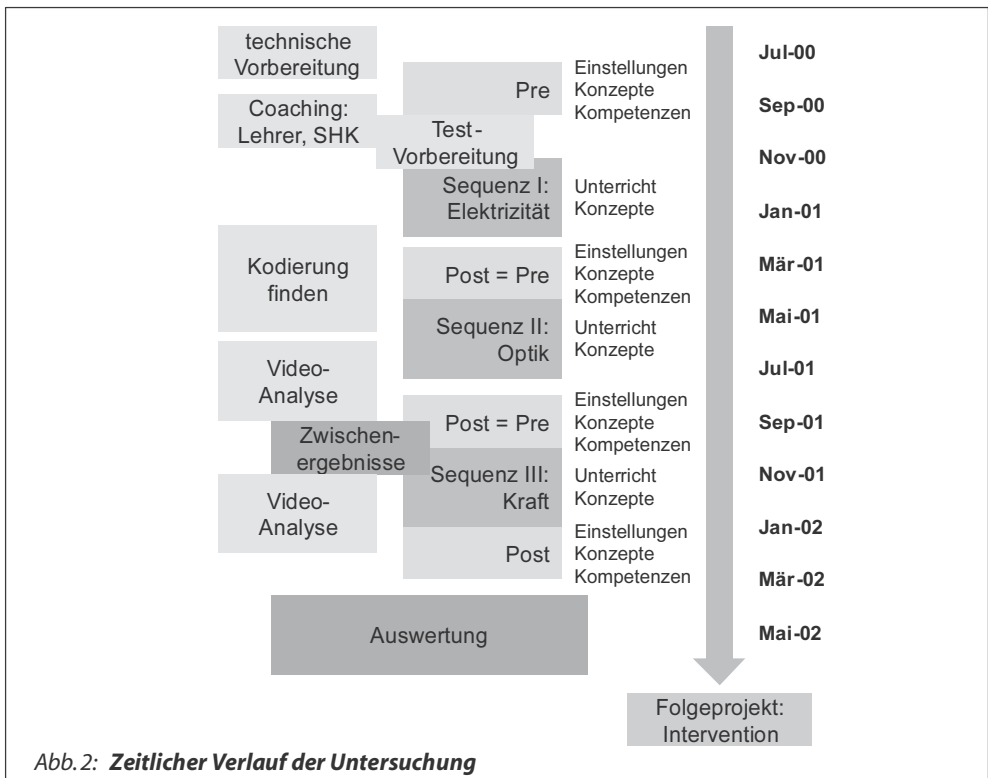 technische
Vorbereitung
Coaching:
Lehrer, SHK
Kodierung
finden
Video-
Analyse
Zwischen-
ergebnisse
Video-
Analyse
Auswertung
Pre
Test-
Vorbereitung
Sequenz I:
Elektrizität
Post = Pre
Sequenz II:
Optik
Post = Pre
Sequenz III:
Kraft
Post
Einstellungen
Konzepte
Kompetenzen
Unterricht
Konzepte
Einstellungen
Konzepte
Kompetenzen
Unterricht
Konzepte
Einstellungen
Konzepte
Kompetenzen
Unterricht
Konzepte
Einstellungen
Konzepte
Kompetenzen
Jul-00
Sep-00
Nov-00
Jan-01
Mär-01
Mai-01
Jul-01
Sep-01
Nov-01
Jan-02
Mär-02
Mai-02
Folgeprojekt:
Intervention
Abb. 2: Zeitlicher Verlauf der Untersuchung